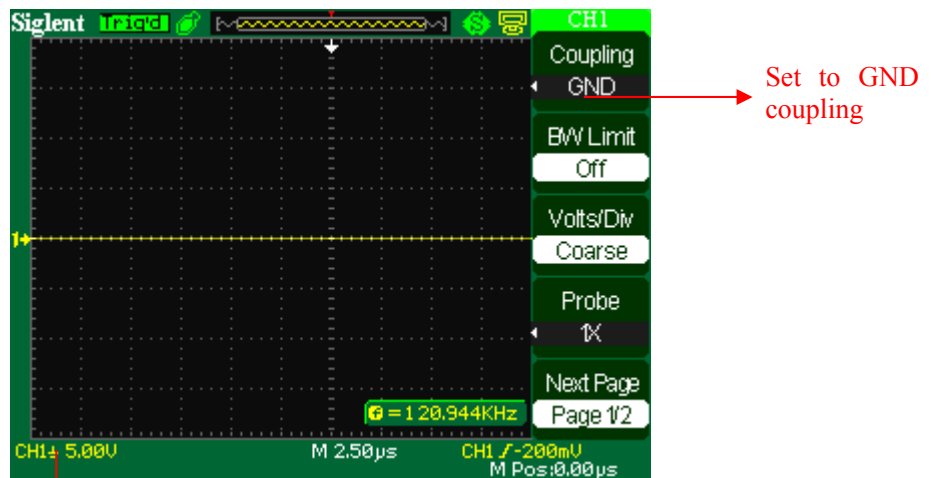 Siglent Trig'd CH1
Coupling
GND
Set to GND
coupling
BW Limit
Off
Volts/Div
Coarse
Probe
1X
Next Page
Page 1/2
1
f = 120.944KHz
CH1 5.00V M 2.50µs CH1 -200mV
M Pos:0.00µs